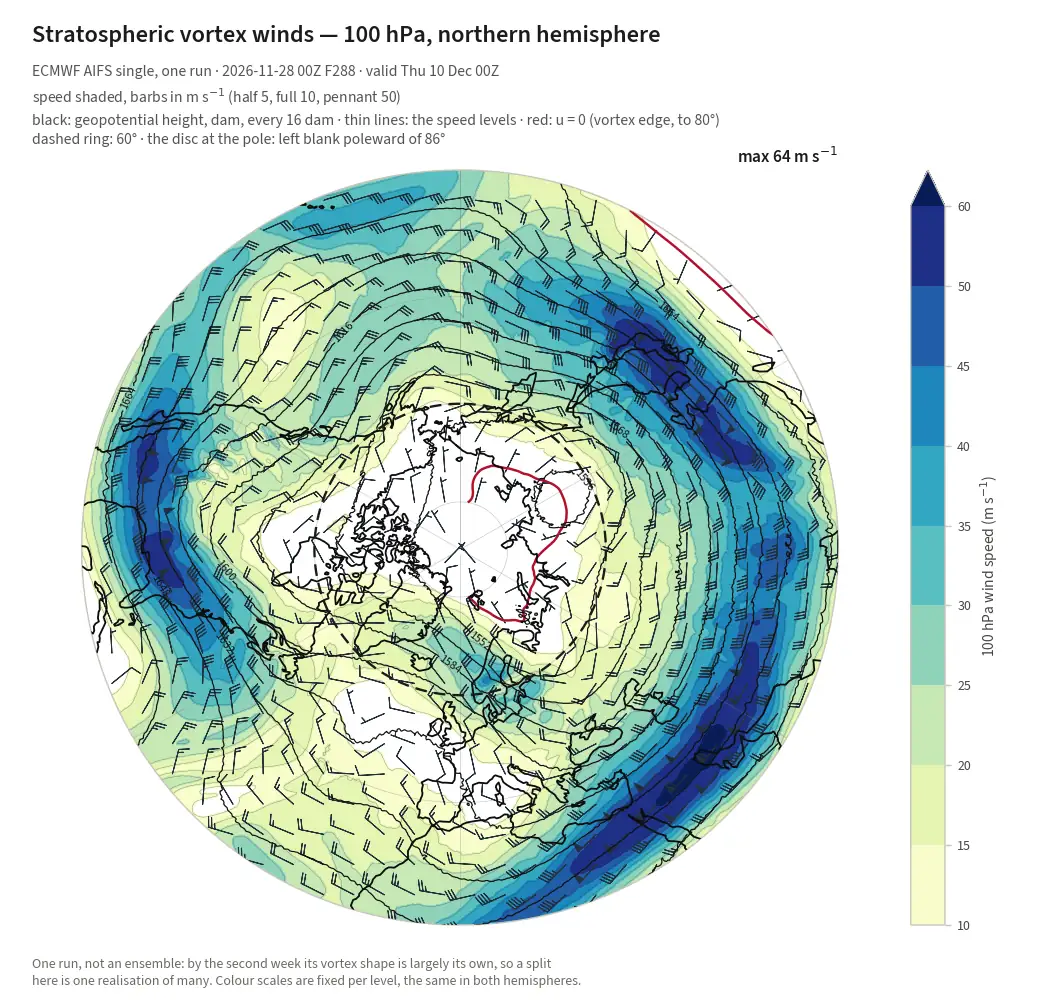 Stratospheric vortex winds — 100 hPa, northern hemisphere
ECMWF AIFS single, one run · 2026-11-28 00Z F288 · valid Thu 10 Dec 00Z
speed shaded, barbs in m s⁻¹ (half 5, full 10, pennant 50)
black: geopotential height, dam, every 16 dam · thin lines: the speed levels · red: u = 0 (vortex edge, to 80°)
dashed ring: 60° · the disc at the pole: left blank poleward of 86°
max 64 m s⁻¹
60
50
45
40
35
30
25
20
15
10
100 hPa wind speed (m s⁻¹)
1616
1600
1552
1584
One run, not an ensemble: by the second week its vortex shape is largely its own, so a split
here is one realisation of many. Colour scales are fixed per level, the same in both hemispheres.